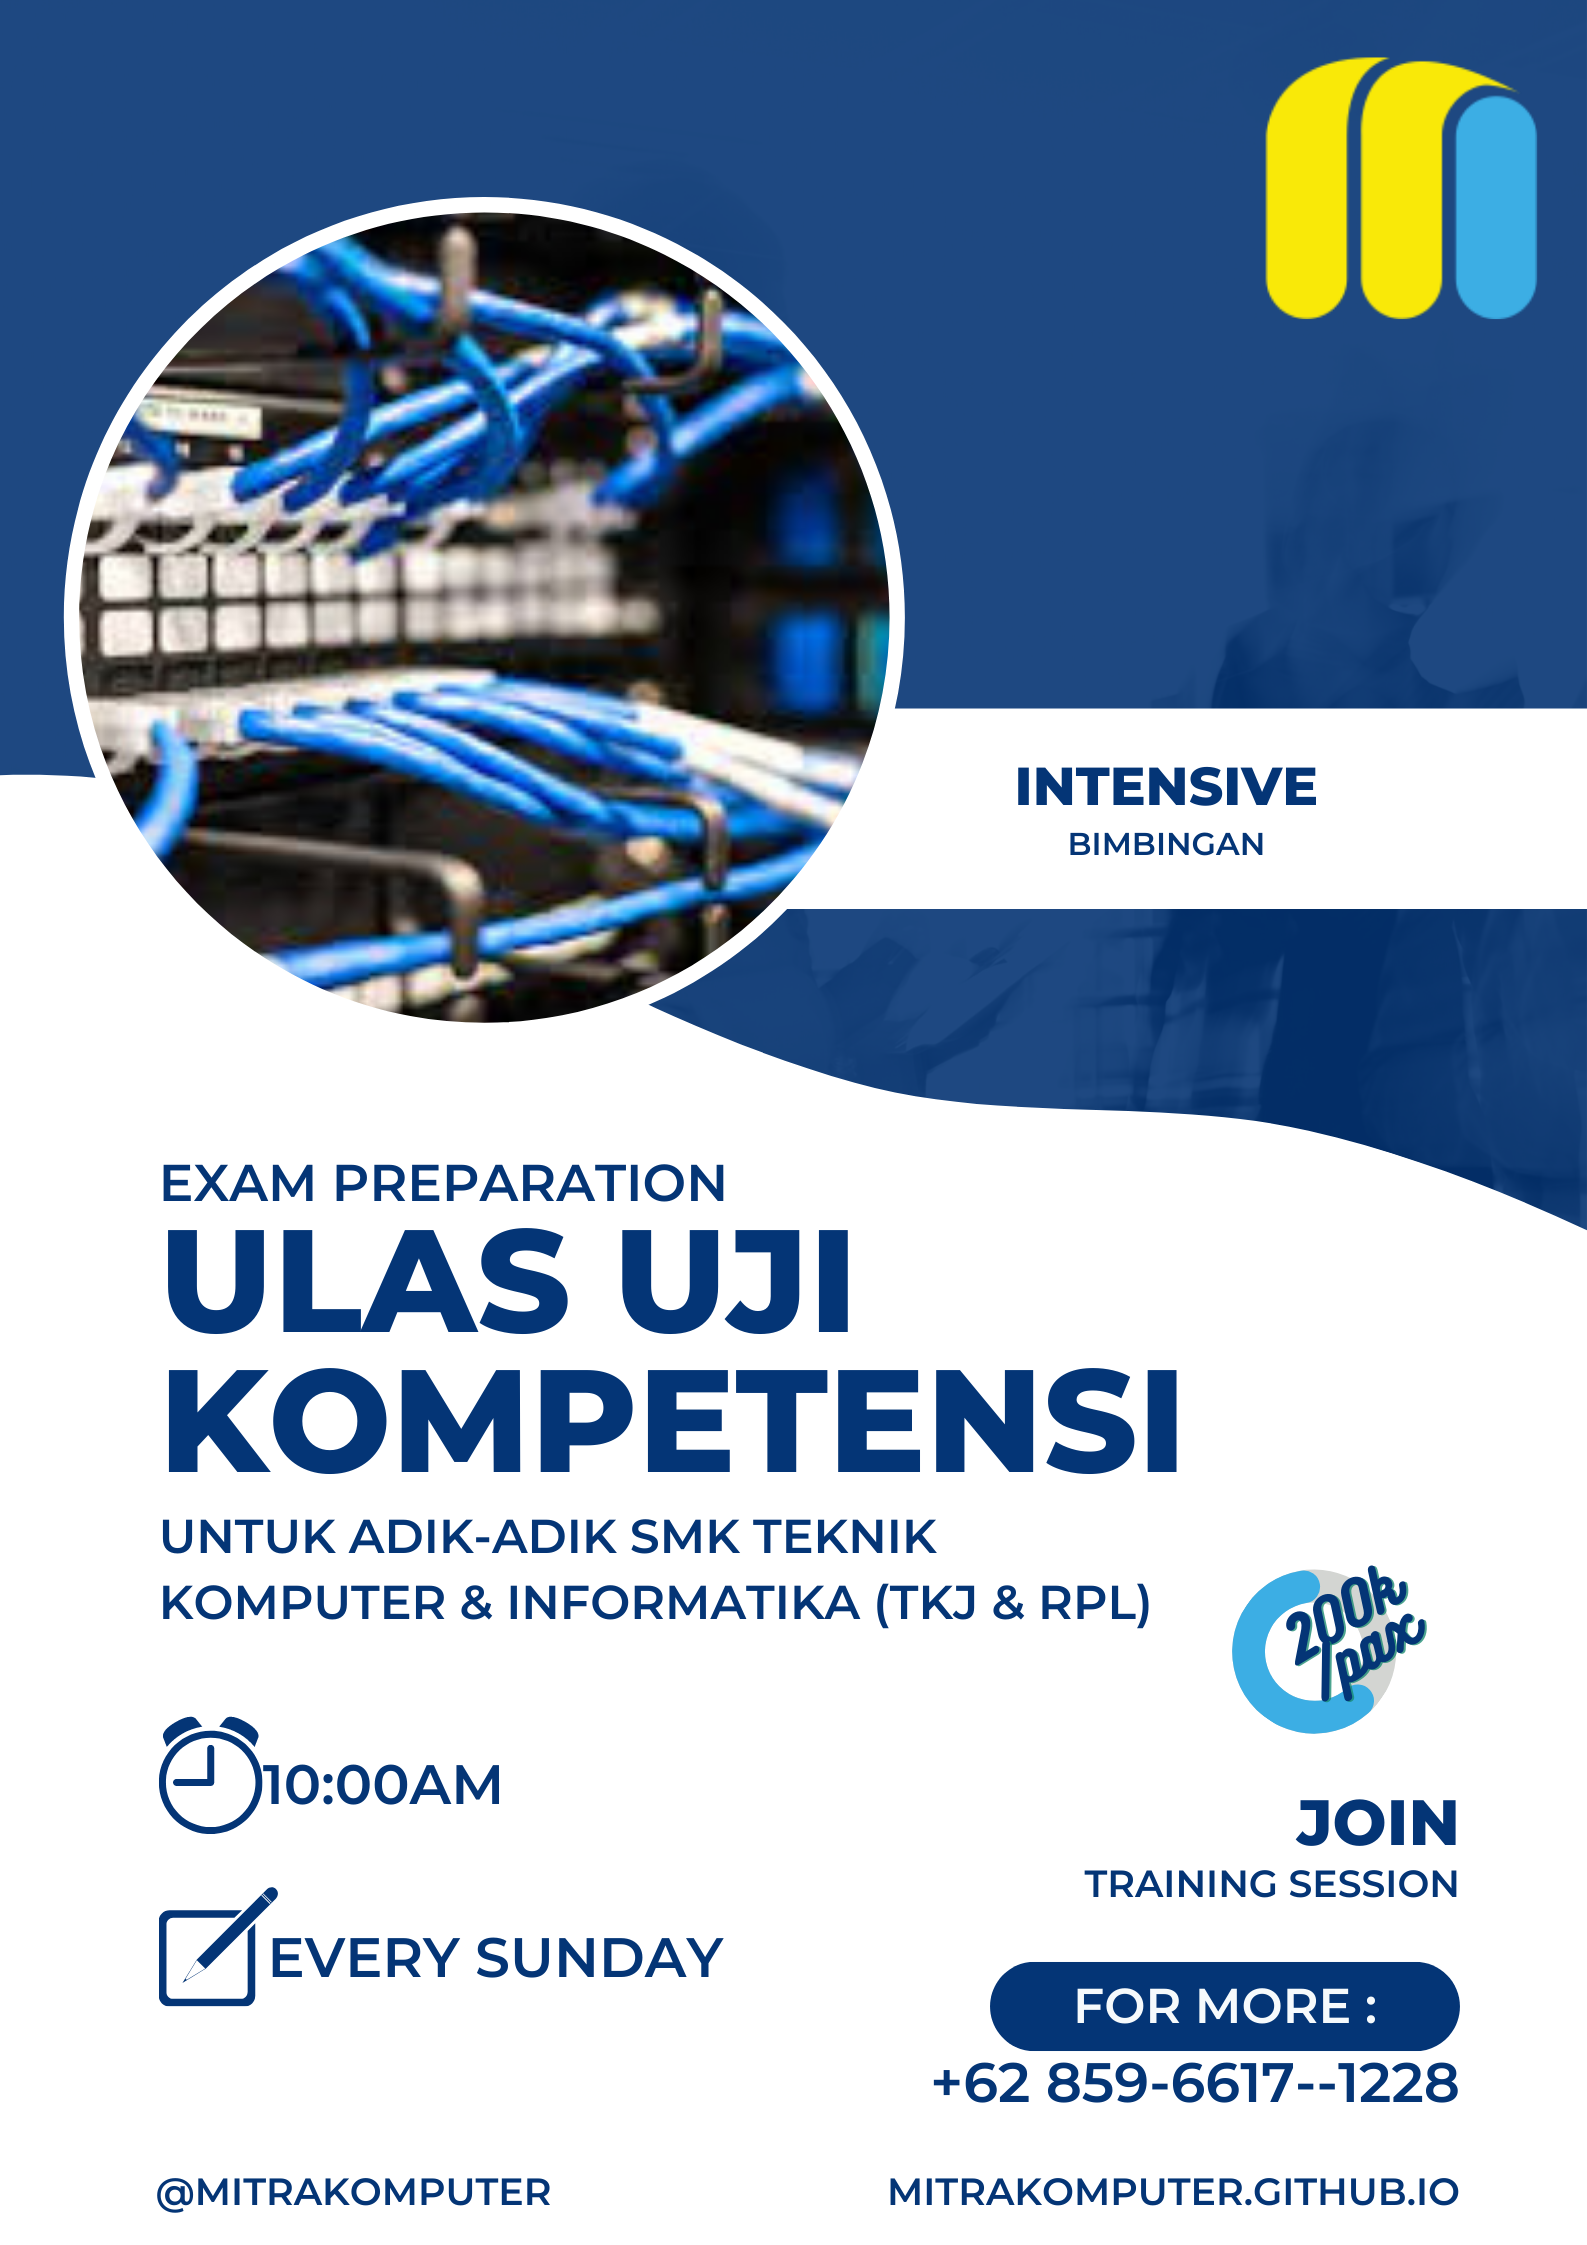 INTENSIVE
BIMBINGAN
EXAM PREPARATION
ULAS UJI
KOMPETENSI
UNTUK ADIK-ADIK SMK TEKNIK
KOMPUTER & INFORMATIKA (TKJ & RPL)
200k
/pax
10:00AM
JOIN
TRAINING SESSION
EVERY SUNDAY
FOR MORE :
+62 859-6617--1228
@MITRAKOMPUTER
MITRAKOMPUTER.GITHUB.IO